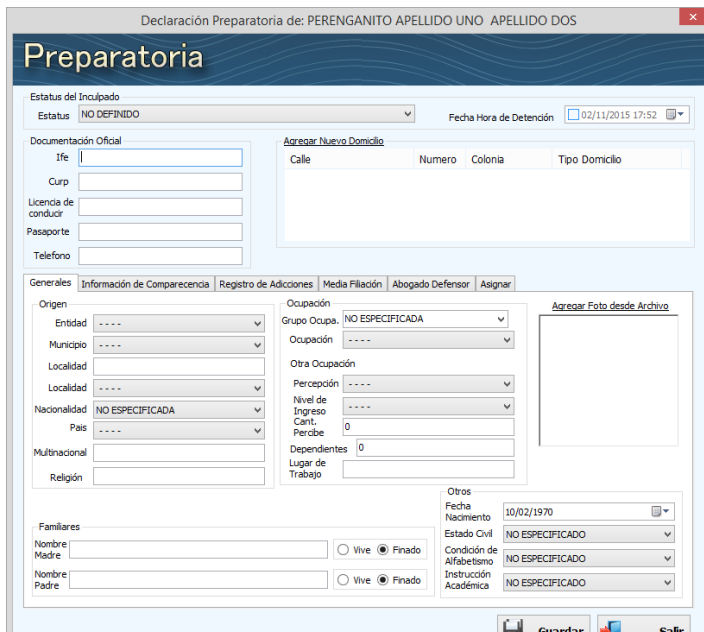 Declaración Preparatoria de: PERENGANITO APELLIDO UNO  APELLIDO DOS
Preparatoria
Estatus del Inculpado
Estatus NO DEFINIDO
Fecha Hora de Detención 02/11/2015 17:52
Documentación Oficial
Ife
Curp
Licencia de
conducir
Pasaporte
Telefono
Agregar Nuevo Domicilio
Calle Numero Colonia Tipo Domicilio
Generales Información de Comparecencia Registro de Adicciones Media Filiación Abogado Defensor Asignar
Origen
Entidad - - - -
Municipio - - - -
Localidad
Localidad - - - -
Nacionalidad NO ESPECIFICADA
Pais - - - -
Multinacional
Religión
Ocupación
Grupo Ocupa. NO ESPECIFICADA
Ocupación - - - -
Otra Ocupación
Percepción - - - -
Nivel de
Ingreso - - - -
Cant.
Percibe 0
Dependientes 0
Lugar de
Trabajo
Agregar Foto desde Archivo
Familiares
Nombre
Madre Vive Finado
Nombre
Padre Vive Finado
Otros
Fecha
Nacimiento 10/02/1970
Estado Civil NO ESPECIFICADO
Condición de
Alfabetismo NO ESPECIFICADO
Instrucción
Académica NO ESPECIFICADO
Guardar Salir